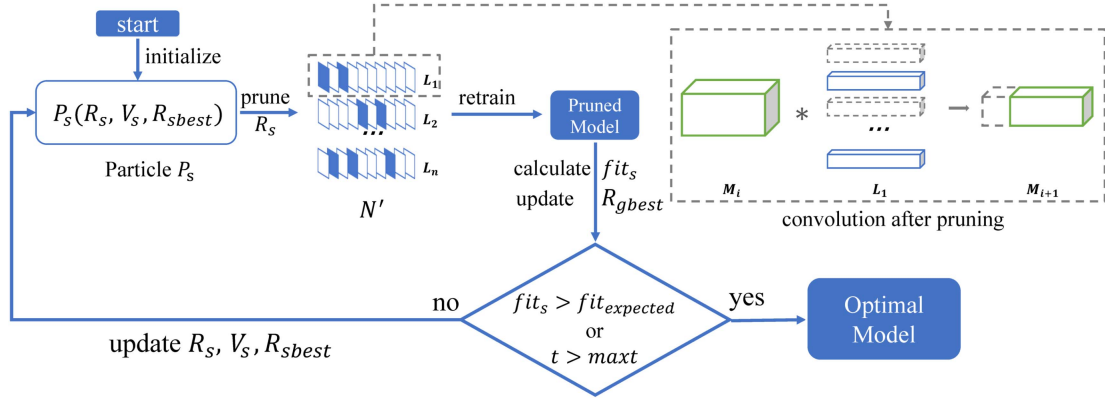 start
initialize
P_s(R_s, V_s, R_sbest)
Particle P_s
prune
R_s
L_1
L_2
...
L_n
N'
retrain
Pruned
Model
calculate fit_s
update R_gbest
*
...
M_i
L_1
M_{i+1}
convolution after pruning
fit_s > fit_expected
or
t > maxt
no
yes
update R_s, V_s, R_sbest
Optimal
Model